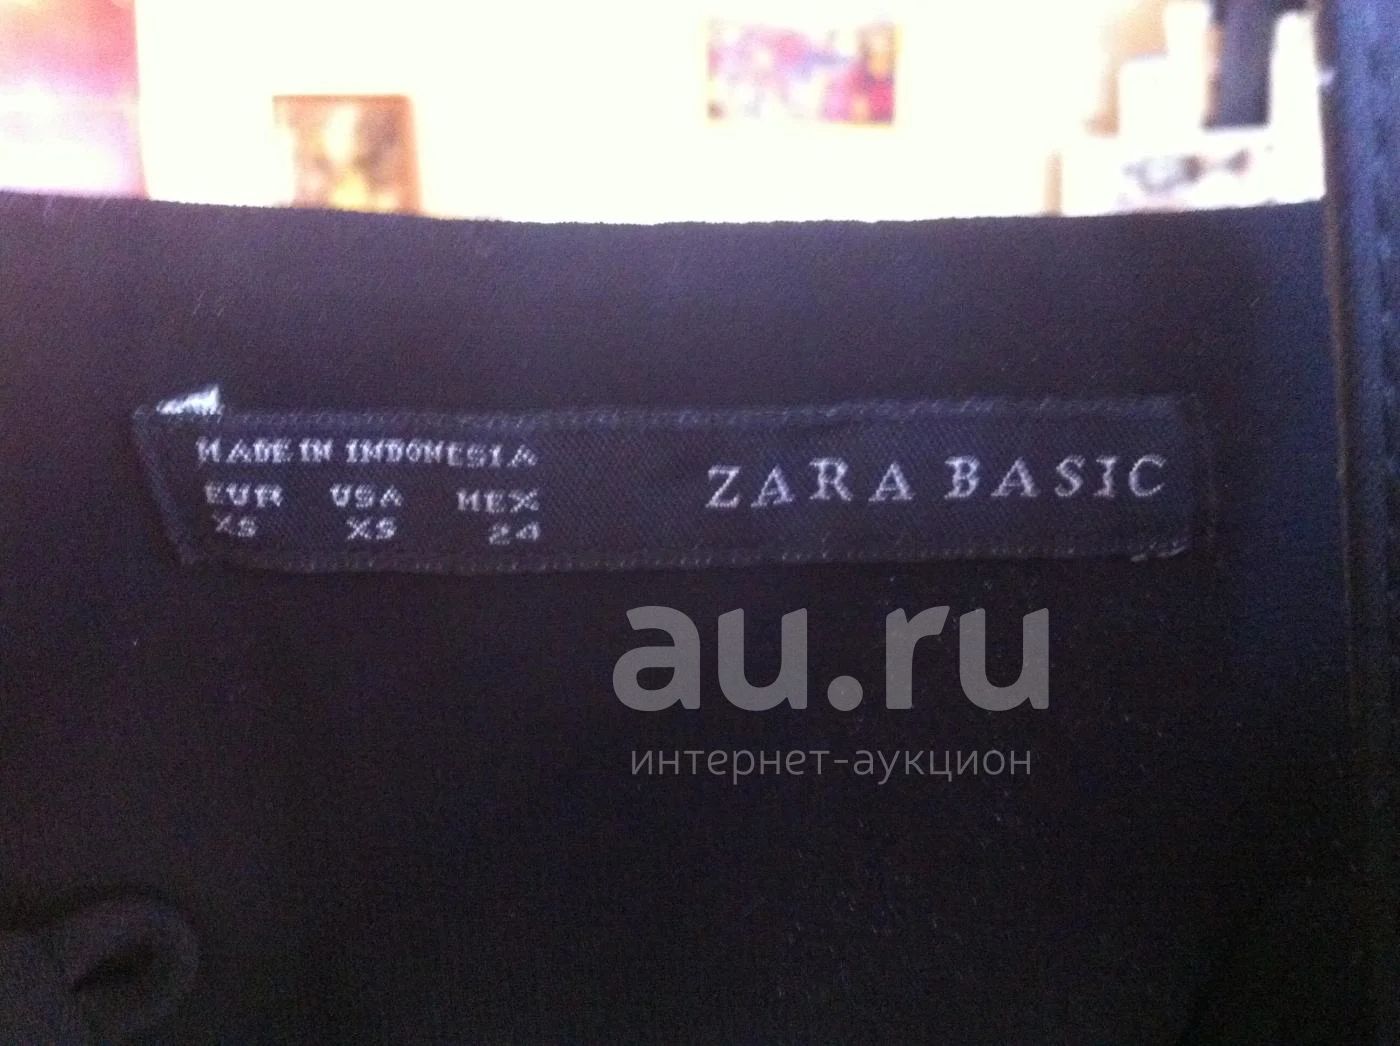 MADE IN INDONESIA
EUR USA MEX
XS XS 24
ZARA BASIC
au.ru
интернет-аукцион